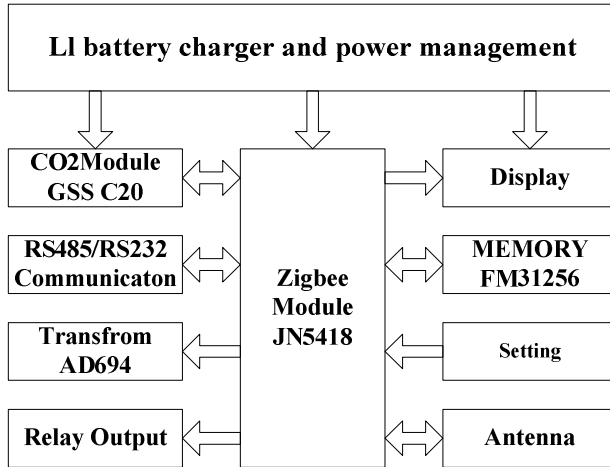 Ll battery charger and power management
CO2Module
GSS C20
RS485/RS232
Communicaton
Transfrom
AD694
Relay Output
Zigbee
Module
JN5418
Display
MEMORY
FM31256
Setting
Antenna